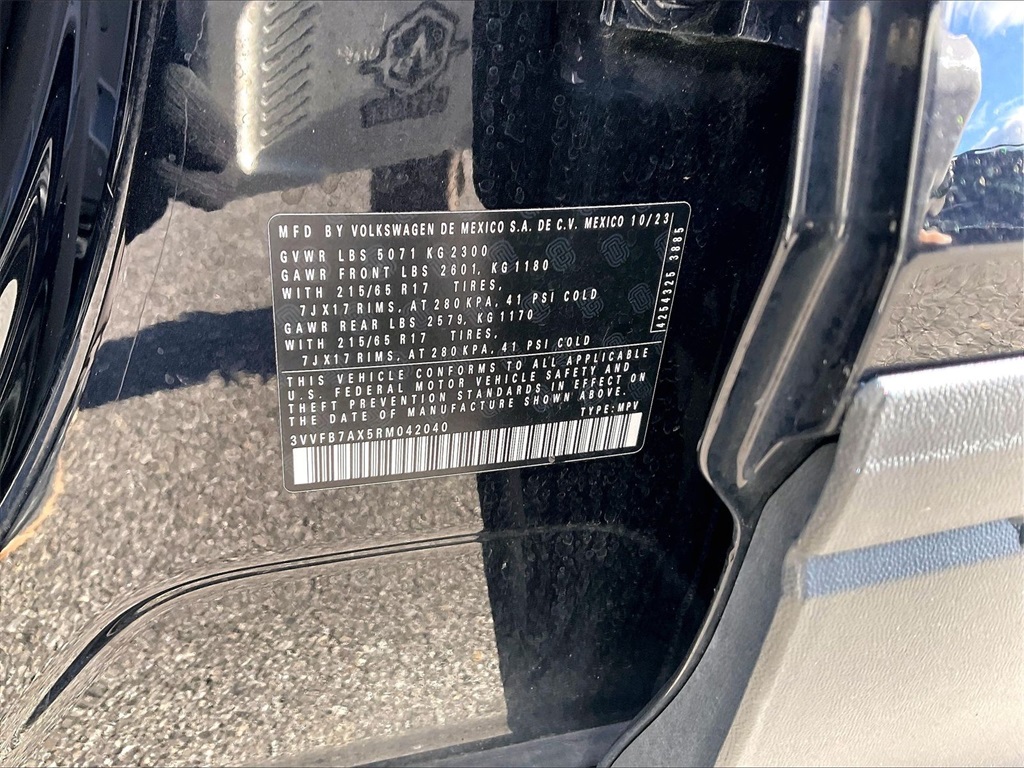 MFD BY VOLKSWAGEN DE MEXICO S.A. DE C.V. MEXICO 10/23
GVWR LBS 5071 KG 2300
GAWR FRONT LBS 2601, KG 1180
WITH 215/65 R17 TIRES,
7JX17 RIMS, AT 280 KPA, 41 PSI COLD
GAWR REAR LBS 2579, KG 1170
WITH 215/65 R17 TIRES,
7JX17 RIMS, AT 280 KPA, 41 PSI COLD
4254325 3885
THIS VEHICLE CONFORMS TO ALL APPLICABLE
U.S. FEDERAL MOTOR VEHICLE SAFETY AND
THEFT PREVENTION STANDARDS IN EFFECT ON
THE DATE OF MANUFACTURE SHOWN ABOVE.
3VVFB7AX5RM042040 TYPE: MPV